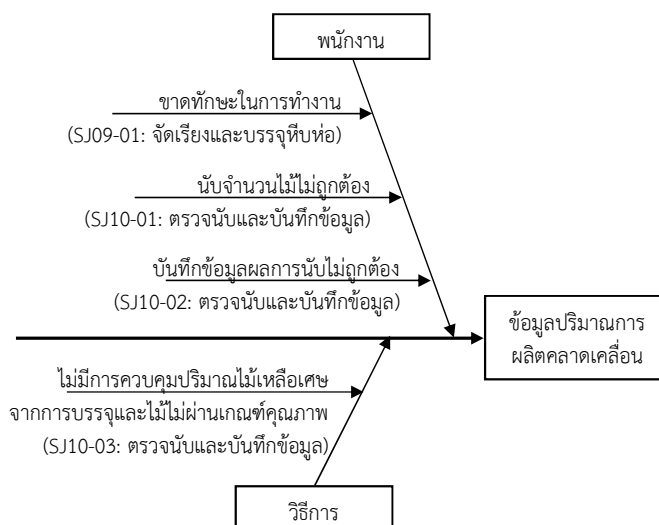 พนักงาน
ขาดทักษะในการทำงาน
(SJ09-01: จัดเรียงและบรรจุหีบห่อ)
นับจำนวนไม้ไม่ถูกต้อง
(SJ10-01: ตรวจนับและบันทึกข้อมูล)
บันทึกข้อมูลผลการนับไม่ถูกต้อง
(SJ10-02: ตรวจนับและบันทึกข้อมูล)
ข้อมูลปริมาณการ
ผลิตคลาดเคลื่อน
ไม่มีการควบคุมปริมาณไม้เหลือเศษ
จากการบรรจุและไม้ไม่ผ่านเกณฑ์คุณภาพ
(SJ10-03: ตรวจนับและบันทึกข้อมูล)
วิธีการ